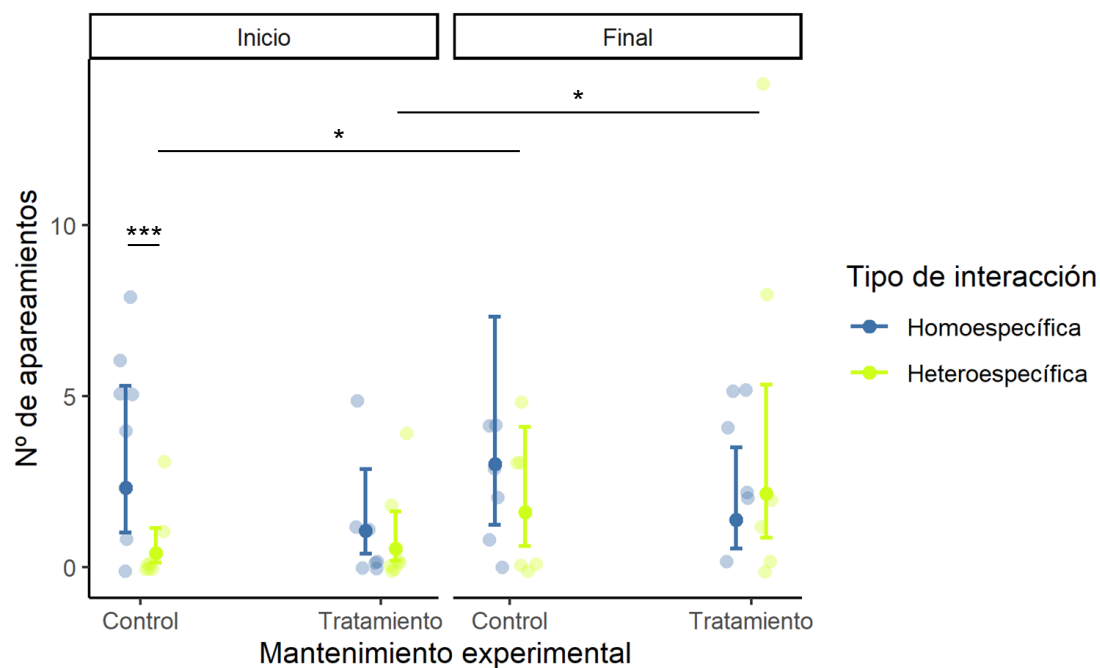 Inicio
Final
*
*
***
Nº de apareamientos
10
5
0
Control
Tratamiento
Control
Tratamiento
Mantenimiento experimental
Tipo de interacción
Homoespecífica
Heteroespecífica